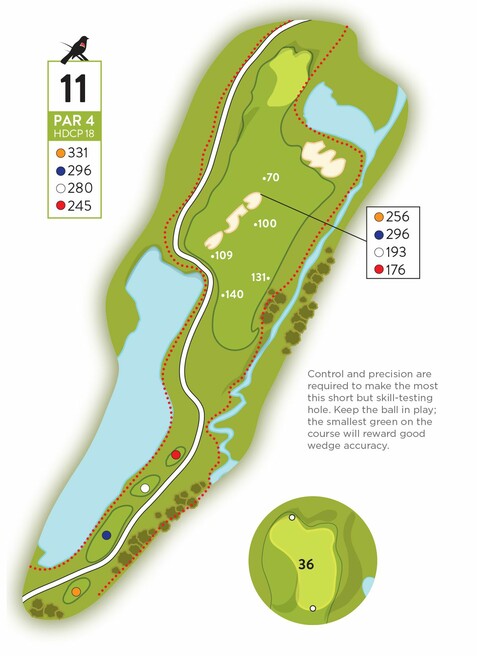 11
PAR 4
HDCP 18
331
296
280
245
70
100
109
131
140
256
296
193
176
Control and precision are
required to make the most
this short but skill-testing
hole. Keep the ball in play;
the smallest green on the
course will reward good
wedge accuracy.
36